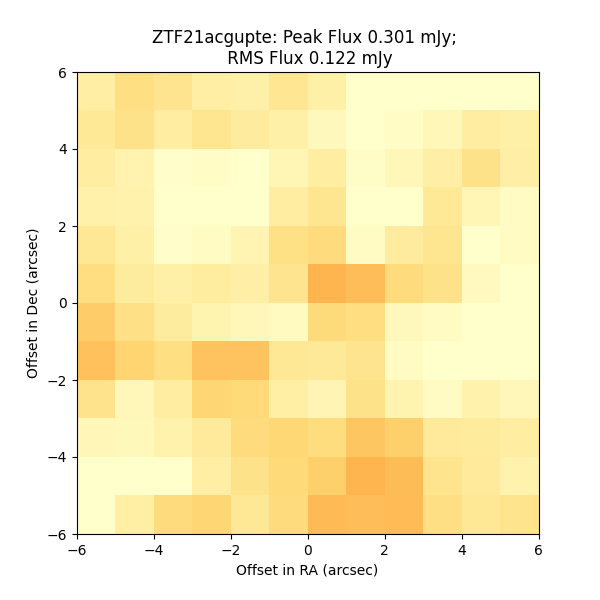 ZTF21acgupte: Peak Flux 0.301 mJy;
RMS Flux 0.122 mJy
6
4
2
0
−2
−4
−6
Offset in Dec (arcsec)
−6 −4 −2 0 2 4 6
Offset in RA (arcsec)